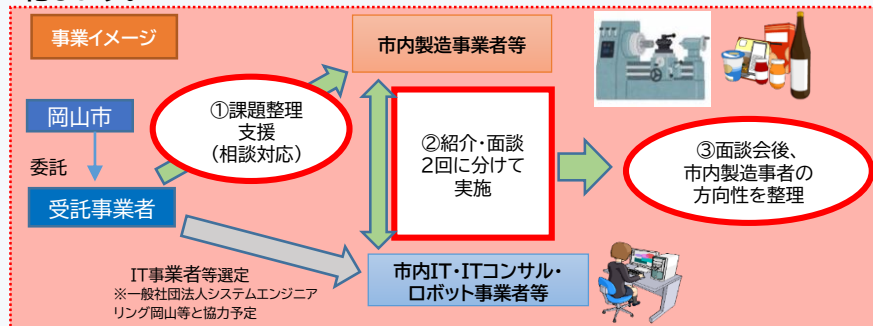 事業イメージ
市内製造事業者等
岡山市
①課題整理
支援
(相談対応)
②紹介・面談
2回に分けて
実施
③面談会後、
市内製造事者の
方向性を整理
委託
受託事業者
IT事業者等選定
※一般社団法人システムエンジニア
リング岡山等と協力予定
市内IT・ITコンサル・
ロボット事業者等